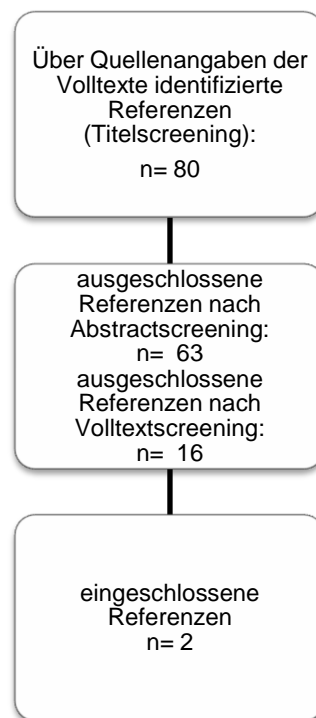 Über Quellenangaben der
Volltexte identifizierte
Referenzen
(Titelscreening):
n= 80
ausgeschlossene
Referenzen nach
Abstractscreening:
n= 63
ausgeschlossene
Referenzen nach
Volltextscreening:
n= 16
eingeschlossene
Referenzen
n= 2